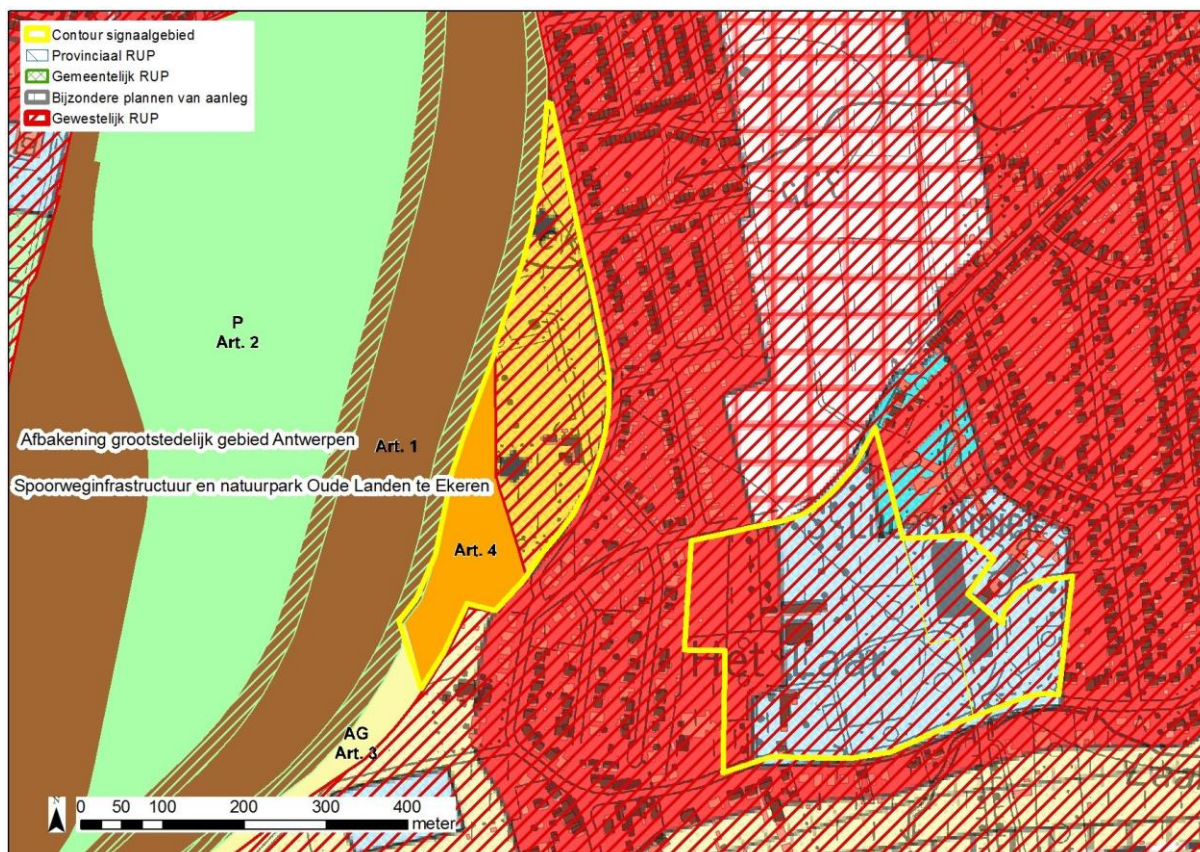 Contour signaalgebied
Provinciaal RUP
Gemeentelijk RUP
Bijzondere plannen van aanleg
Gewestelijk RUP
P
Art. 2
Afbakening grootstedelijk gebied Antwerpen
Art. 1
Spoorweginfrastructuur en natuurpark Oude Landen te Ekeren
Art. 4
Het Laar
AG
Art. 3
N
0 50 100 200 300 400
meter